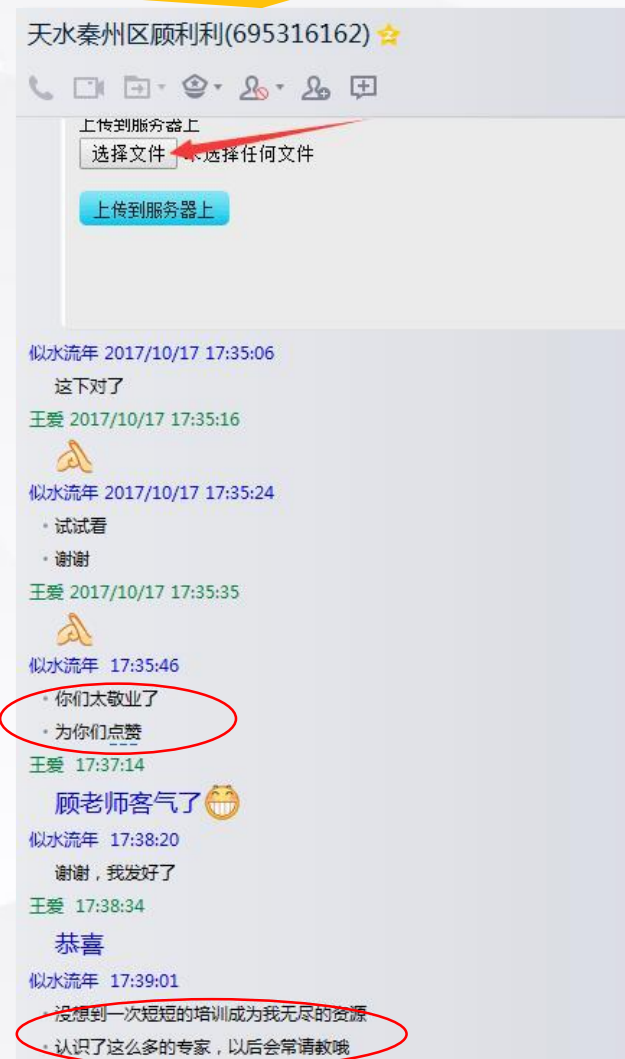 天水秦州区顾利利(695316162)
上传到服务器上
选择文件 未选择任何文件
上传到服务器上
似水流年 2017/10/17 17:35:06
这下对了
王爱 2017/10/17 17:35:16
似水流年 2017/10/17 17:35:24
·试试看
·谢谢
王爱 2017/10/17 17:35:35
似水流年 17:35:46
·你们太敬业了
·为你们点赞
王爱 17:37:14
顾老师客气了
似水流年 17:38:20
谢谢，我发好了
王爱 17:38:34
恭喜
似水流年 17:39:01
·没想到一次短短的培训成为我无尽的资源
·认识了这么多的专家，以后会常请教哦